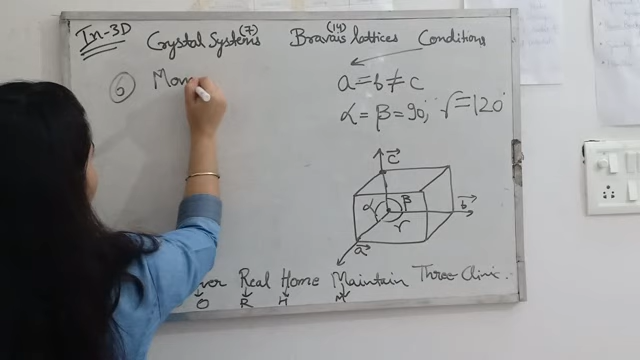 In-3D
Crystal Systems (7) Bravais lattices (14) Conditions
6 Mon
a = b ≠ c
α = β = 90°, γ = 120°
c
α β
b
γ
a
ver Real Home Maintain Three Clinic.
O R H M